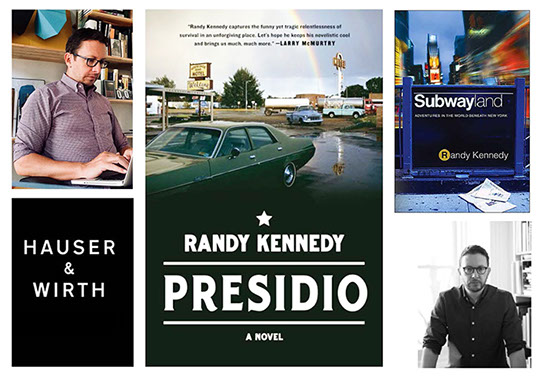 "Randy Kennedy captures the funny yet tragic relentlessness of
survival in an unforgiving place. Let's hope he keeps his novelistic cool
and brings us much, much more." —LARRY McMURTRY
RANDY KENNEDY
PRESIDIO
A NOVEL
HAUSER
&
WIRTH
Subwayland
ADVENTURES IN THE WORLD BENEATH NEW YORK
Randy Kennedy